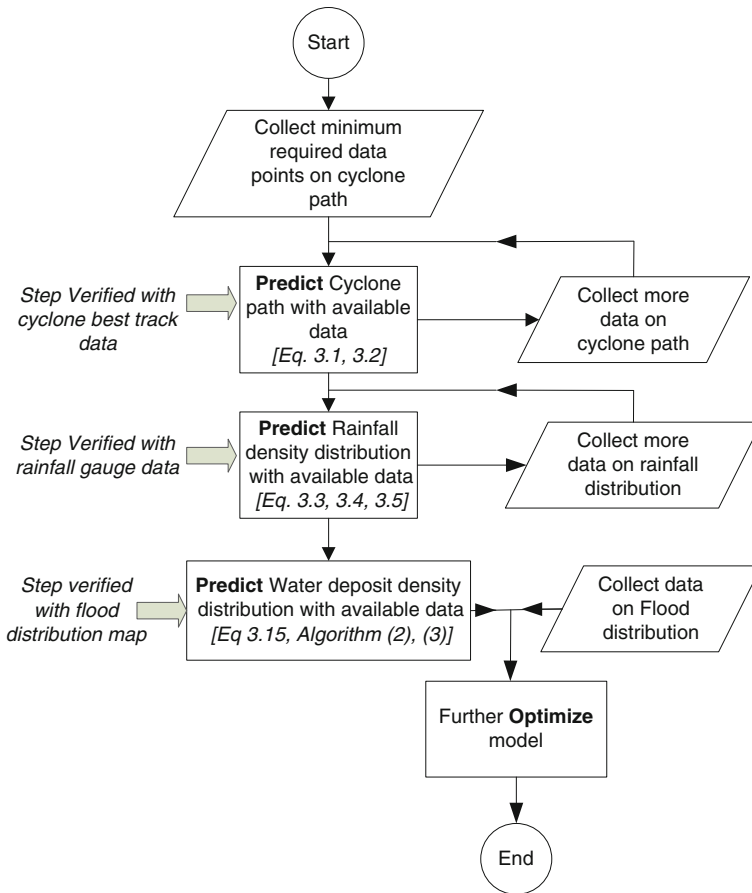 Start
Collect minimum
required data
points on cyclone
path
Step Verified with
cyclone best track
data
Predict Cyclone
path with available
data
[Eq. 3.1, 3.2]
Collect more
data on
cyclone path
Step Verified with
rainfall gauge data
Predict Rainfall
density distribution
with available data
[Eq. 3.3, 3.4, 3.5]
Collect more
data on rainfall
distribution
Step verified
with flood
distribution map
Predict Water deposit density
distribution with available data
[Eq 3.15, Algorithm (2), (3)]
Collect data
on Flood
distribution
Further Optimize
model
End